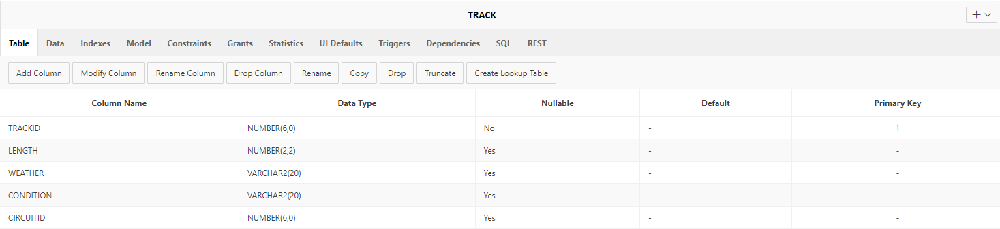 TRACK
Table Data Indexes Model Constraints Grants Statistics UI Defaults Triggers Dependencies SQL REST
Add Column Modify Column Rename Column Drop Column Rename Copy Drop Truncate Create Lookup Table
Column Name Data Type Nullable Default Primary Key
TRACKID NUMBER(6,0) No - 1
LENGTH NUMBER(2,2) Yes - -
WEATHER VARCHAR2(20) Yes - -
CONDITION VARCHAR2(20) Yes - -
CIRCUITID NUMBER(6,0) Yes - -